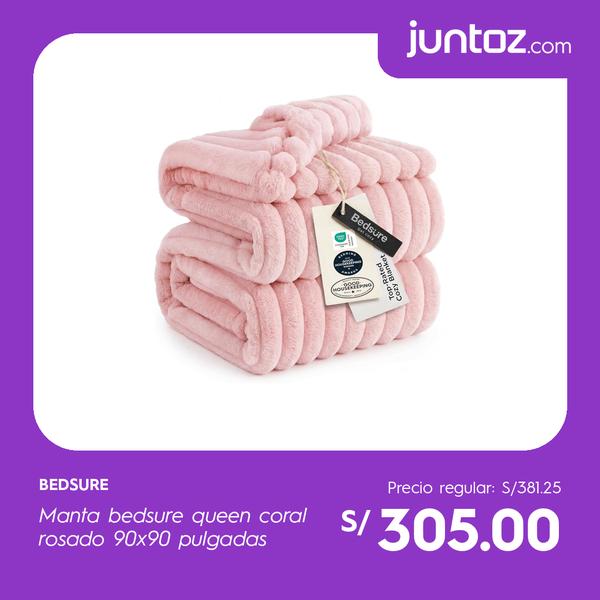 juntoz.com
Bedsure
GOOD
HOUSEKEEPING
Top-Rated
Cozy Blanket
BEDSURE
Manta bedsure queen coral
rosado 90x90 pulgadas
Precio regular: S/381.25
S/ 305.00